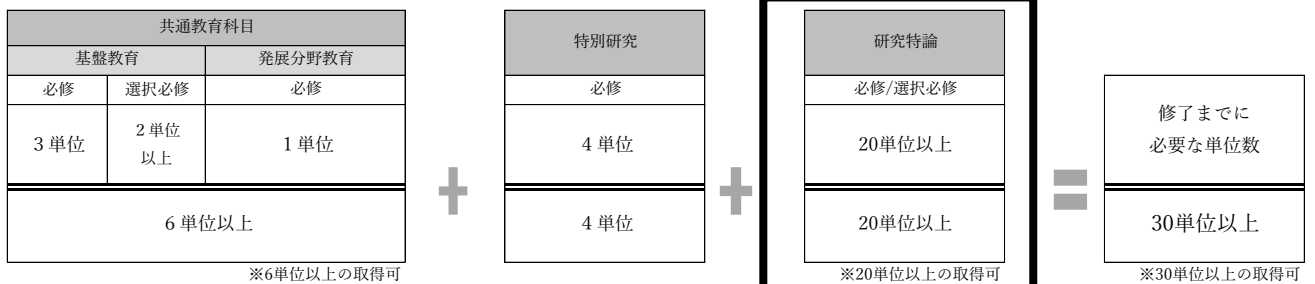 共通教育科目
基盤教育 発展分野教育
必修 選択必修 必修
3 単位 2 単位 1 単位
以上
6 単位以上
※6単位以上の取得可
+
特別研究
必修
4 単位
4 単位
+
研究特論
必修/選択必修
20単位以上
20単位以上
※20単位以上の取得可
=
修了までに
必要な単位数
30単位以上
※30単位以上の取得可